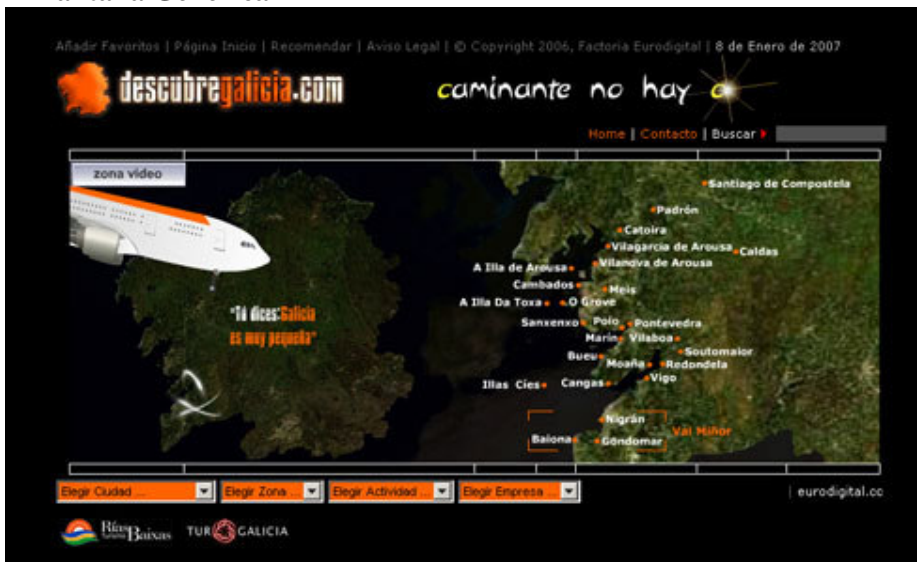 Añadir Favoritos | Página Inicio | Recomendar | Aviso Legal | © Copyright 2006, Factoria Eurodigital | 8 de Enero de 2007
descubregalicia.com
caminante no hay
Home | Contacto | Buscar
zona video
Santiago de Compostela
Padrón
Catoira
Vilagarcia de Arousa
Caldas
Vilanova de Arousa
A Illa de Arousa
Cambados
Meis
A Illa Da Toxa
O Grove
Sanxenxo
Poio
Pontevedra
Marín
Vilaboa
Soutomaior
Bueu
Moaña
Redondela
Vigo
Illas Cíes
Cangas
"Tú dices:Galicia
es muy pequeña"
Nigrán
Val Miñor
Baiona
Gondomar
Elegir Ciudad ...
Elegir Zona ...
Elegir Actividad ...
Elegir Empresa ...
| eurodigital.cc
Rías Baixas
TURGALICIA